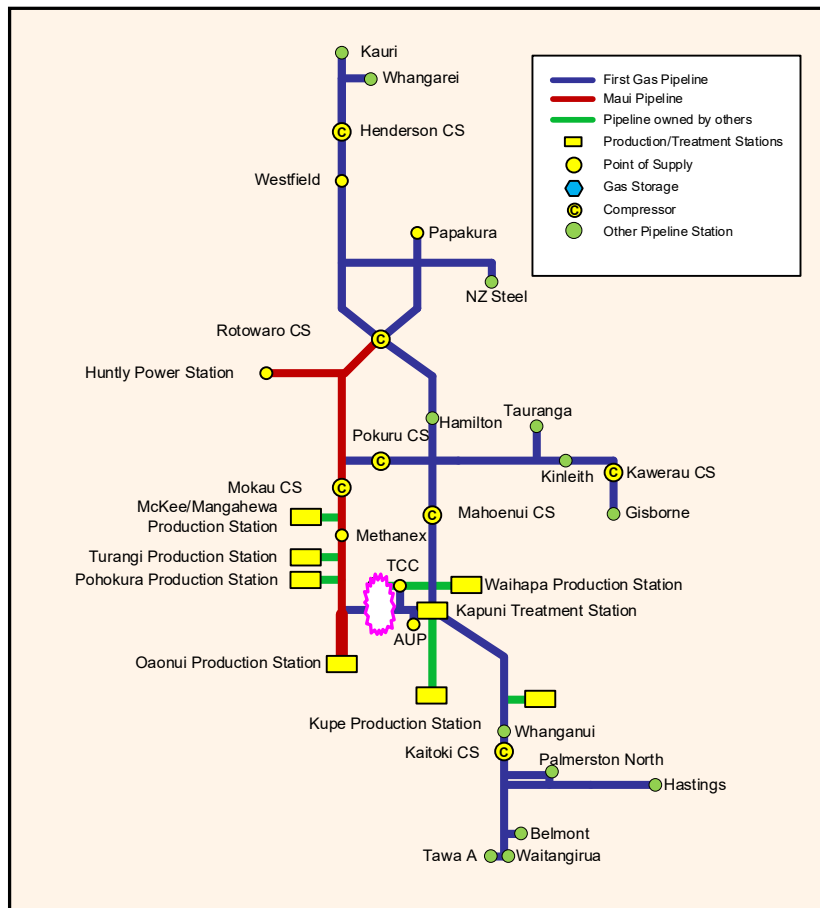 Kauri
Whangarei
Henderson CS
Westfield
Papakura
NZ Steel
Rotowaro CS
Huntly Power Station
First Gas Pipeline
Maui Pipeline
Pipeline owned by others
Production/Treatment Stations
Point of Supply
Gas Storage
C
Compressor
Other Pipeline Station
C
C
Hamilton
Tauranga
Pokuru CS
C
Kinleith
C
Kawerau CS
Gisborne
Mokau CS
C
McKee/Mangahewa
Production Station
Mahoenui CS
C
Methanex
Turangi Production Station
TCC
Pohokura Production Station
Waihapa Production Station
Kapuni Treatment Station
AUP
Oaonui Production Station
Kupe Production Station
Whanganui
Kaitoki CS
C
Palmerston North
Hastings
Belmont
Tawa A
Waitangirua